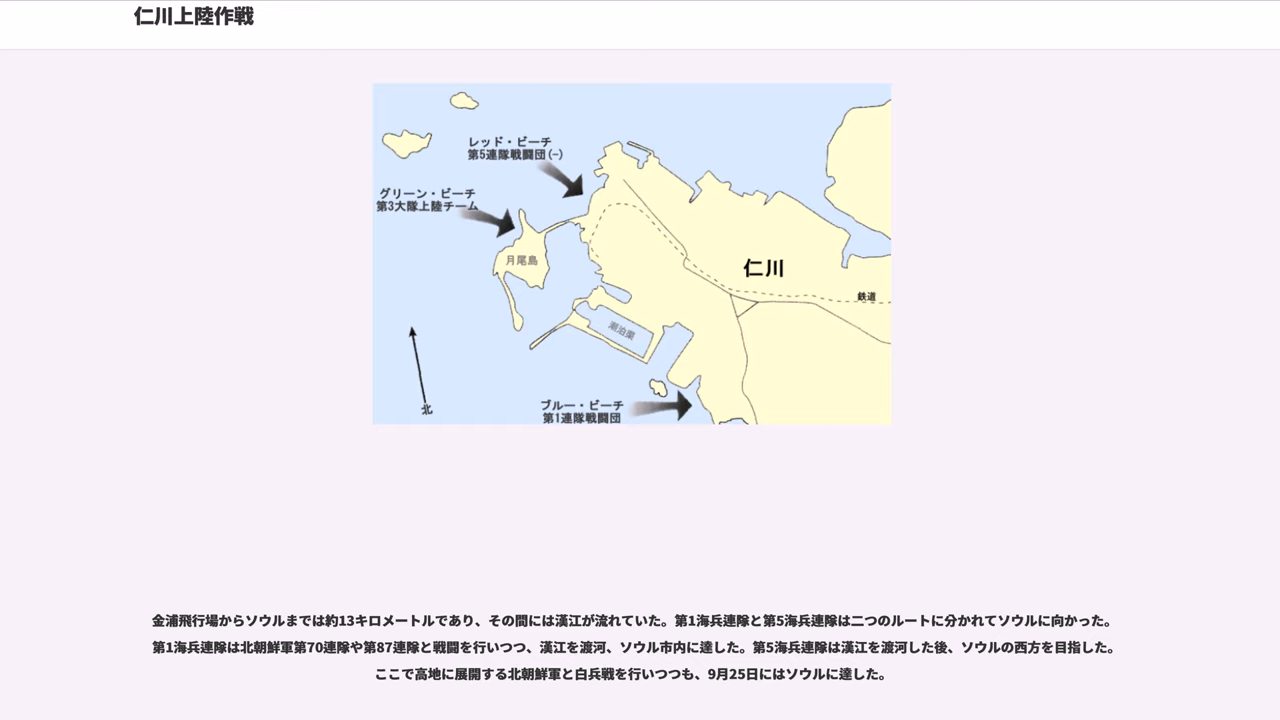 仁川上陸作戦
レッド・ビーチ
第5連隊戦闘団(-)
グリーン・ビーチ
第3大隊上陸チーム
月尾島
仁川
鉄道
潮泊渠
北
ブルー・ビーチ
第1連隊戦闘団
金浦飛行場からソウルまでは約13キロメートルであり、その間には漢江が流れていた。第1海兵連隊と第5海兵連隊は二つのルートに分かれてソウルに向かった。
第1海兵連隊は北朝鮮軍第70連隊や第87連隊と戦闘を行いつつ、漢江を渡河、ソウル市内に達した。第5海兵連隊は漢江を渡河した後、ソウルの西方を目指した。
ここで高地に展開する北朝鮮軍と白兵戦を行いつつも、9月25日にはソウルに達した。